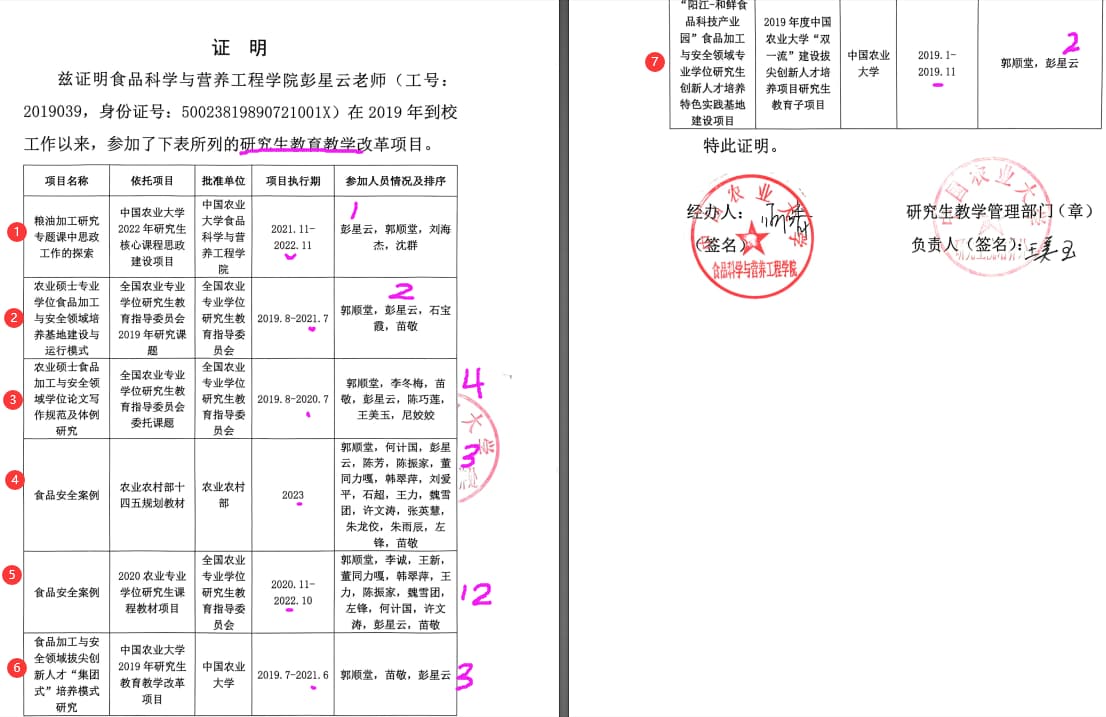 证 明
兹证明食品科学与营养工程学院彭星云老师（工号：
2019039，身份证号：50023819890721001X）在 2019 年到校
工作以来，参加了下表所列的研究生教育教学改革项目。
项目名称 依托项目 批准单位 项目执行期 参加人员情况及排序
1
粮油加工研究
专题课中思政
工作的探索
中国农业大学
2022 年研究生
核心课程思政
建设项目
中国农业
大学食品
科学与营
养工程学
院
2021.11-
2022.11
1
彭星云，郭顺堂，刘海
杰，沈群
2
农业硕士专业
学位食品加工
与安全领域培
养基地建设与
运行模式
全国农业专业
学位研究生教
育指导委员会
2019 年研究课
题
全国农业
专业学位
研究生教
育指导委
员会
2019.8-2021.7
2
郭顺堂，彭星云，石宝
霞，苗敬
3
农业硕士食品
加工与安全领
域学位论文写
作规范及体例
研究
全国农业专业
学位研究生教
育指导委员会
委托课题
全国农业
专业学位
研究生教
育指导委
员会
2019.8-2020.7
郭顺堂，李冬梅，苗
敬，彭星云，陈巧莲，
王美玉，尼姣姣
4
4
食品安全案例
农业农村部十
四五规划教材
农业农村
部
2023
郭顺堂，何计国，彭星
云，陈芳，陈振家，董
同力嘎，韩翠萍，刘爱
平，石超，王力，魏雪
团，许文涛，张英慧，
朱龙佼，朱雨辰，左
锋，苗敬
3
大学
5
食品安全案例
2020 农业专业
学位研究生课
程教材项目
全国农业
专业学位
研究生教
育指导委
员会
2020.11-
2022.10
郭顺堂，李诚，王新，
董同力嘎，韩翠萍，王
力，陈振家，魏雪团，
左锋，何计国，许文
涛，彭星云，苗敬
12
6
食品加工与安
全领域拔尖创
新人才“集团
式”培养模式
研究
中国农业大学
2019 年研究生
教育教学改革
项目
中国农业
大学
2019.7-2021.6
郭顺堂，苗敬，彭星云
3
7
“阳江-和鲜食
品科技产业
园”食品加工
与安全领域专
业学位研究生
创新人才培养
特色实践基地
建设项目
2019 年度中国
农业大学“双
一流”建设拔
尖创新人才培
养项目研究生
教育子项目
中国农业
大学
2019.1-
2019.11
2
郭顺堂，彭星云
特此证明。
经办人：
（签名）
中国农业大学
食品科学与营养工程学院
研究生教学管理部门（章）
负责人（签名）：王美玉
中国农业大学